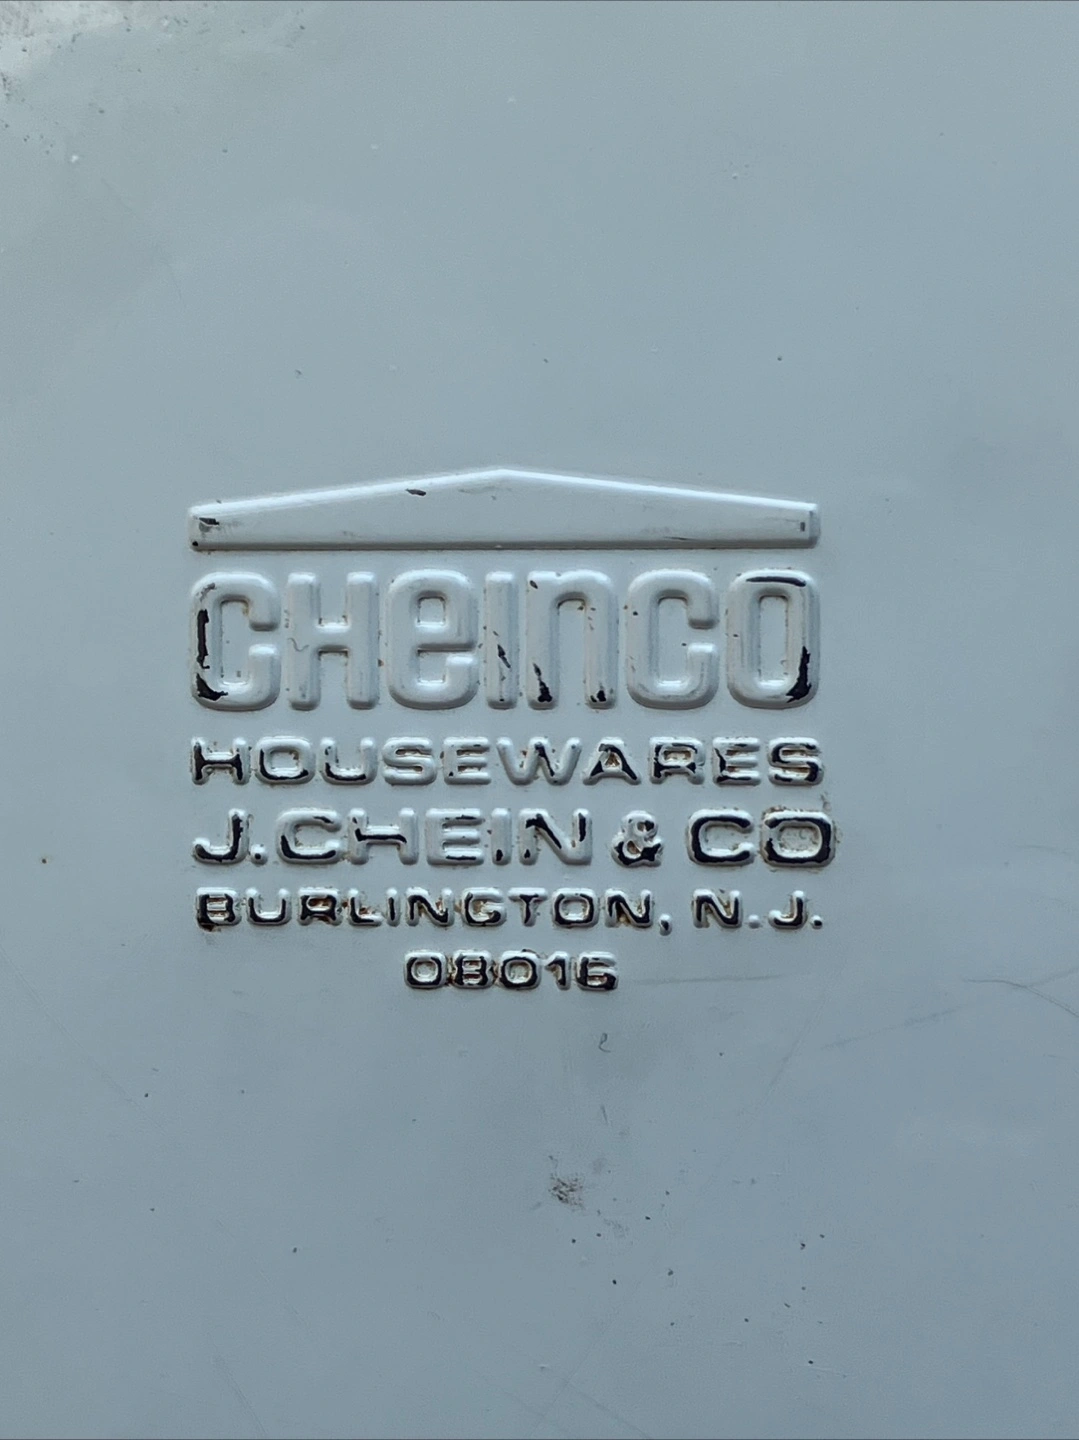 CHeInCO
HOUSEWARES
J.CHEIN & CO
BURLINGTON, N.J.
08016